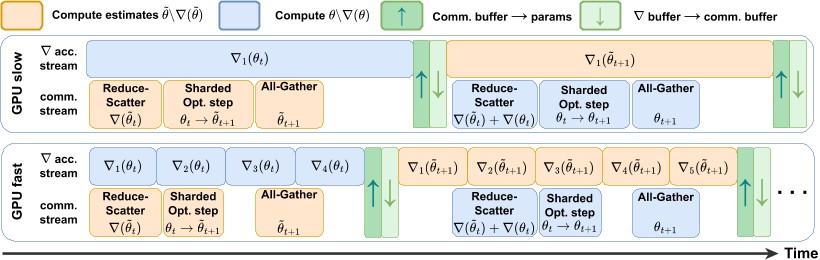 Compute estimates θ̃\∇(θ̃) Compute θ\∇(θ) Comm. buffer → params ∇ buffer → comm. buffer
GPU slow
∇ acc. stream
∇₁(θₜ)
∇₁(θ̃ₜ₊₁)
comm. stream
Reduce-Scatter ∇(θ̃ₜ)
Sharded Opt. step θₜ → θ̃ₜ₊₁
All-Gather θ̃ₜ₊₁
Reduce-Scatter ∇(θ̃ₜ) + ∇(θₜ)
Sharded Opt. step θₜ → θₜ₊₁
All-Gather θₜ₊₁
GPU fast
∇ acc. stream
∇₁(θₜ) ∇₂(θₜ) ∇₃(θₜ) ∇₄(θₜ)
∇₁(θ̃ₜ₊₁) ∇₂(θ̃ₜ₊₁) ∇₃(θ̃ₜ₊₁) ∇₄(θ̃ₜ₊₁) ∇₅(θ̃ₜ₊₁)
comm. stream
Reduce-Scatter ∇(θ̃ₜ)
Sharded Opt. step θₜ → θ̃ₜ₊₁
All-Gather θ̃ₜ₊₁
Reduce-Scatter ∇(θ̃ₜ) + ∇(θₜ)
Sharded Opt. step θₜ → θₜ₊₁
All-Gather θₜ₊₁
...
Time